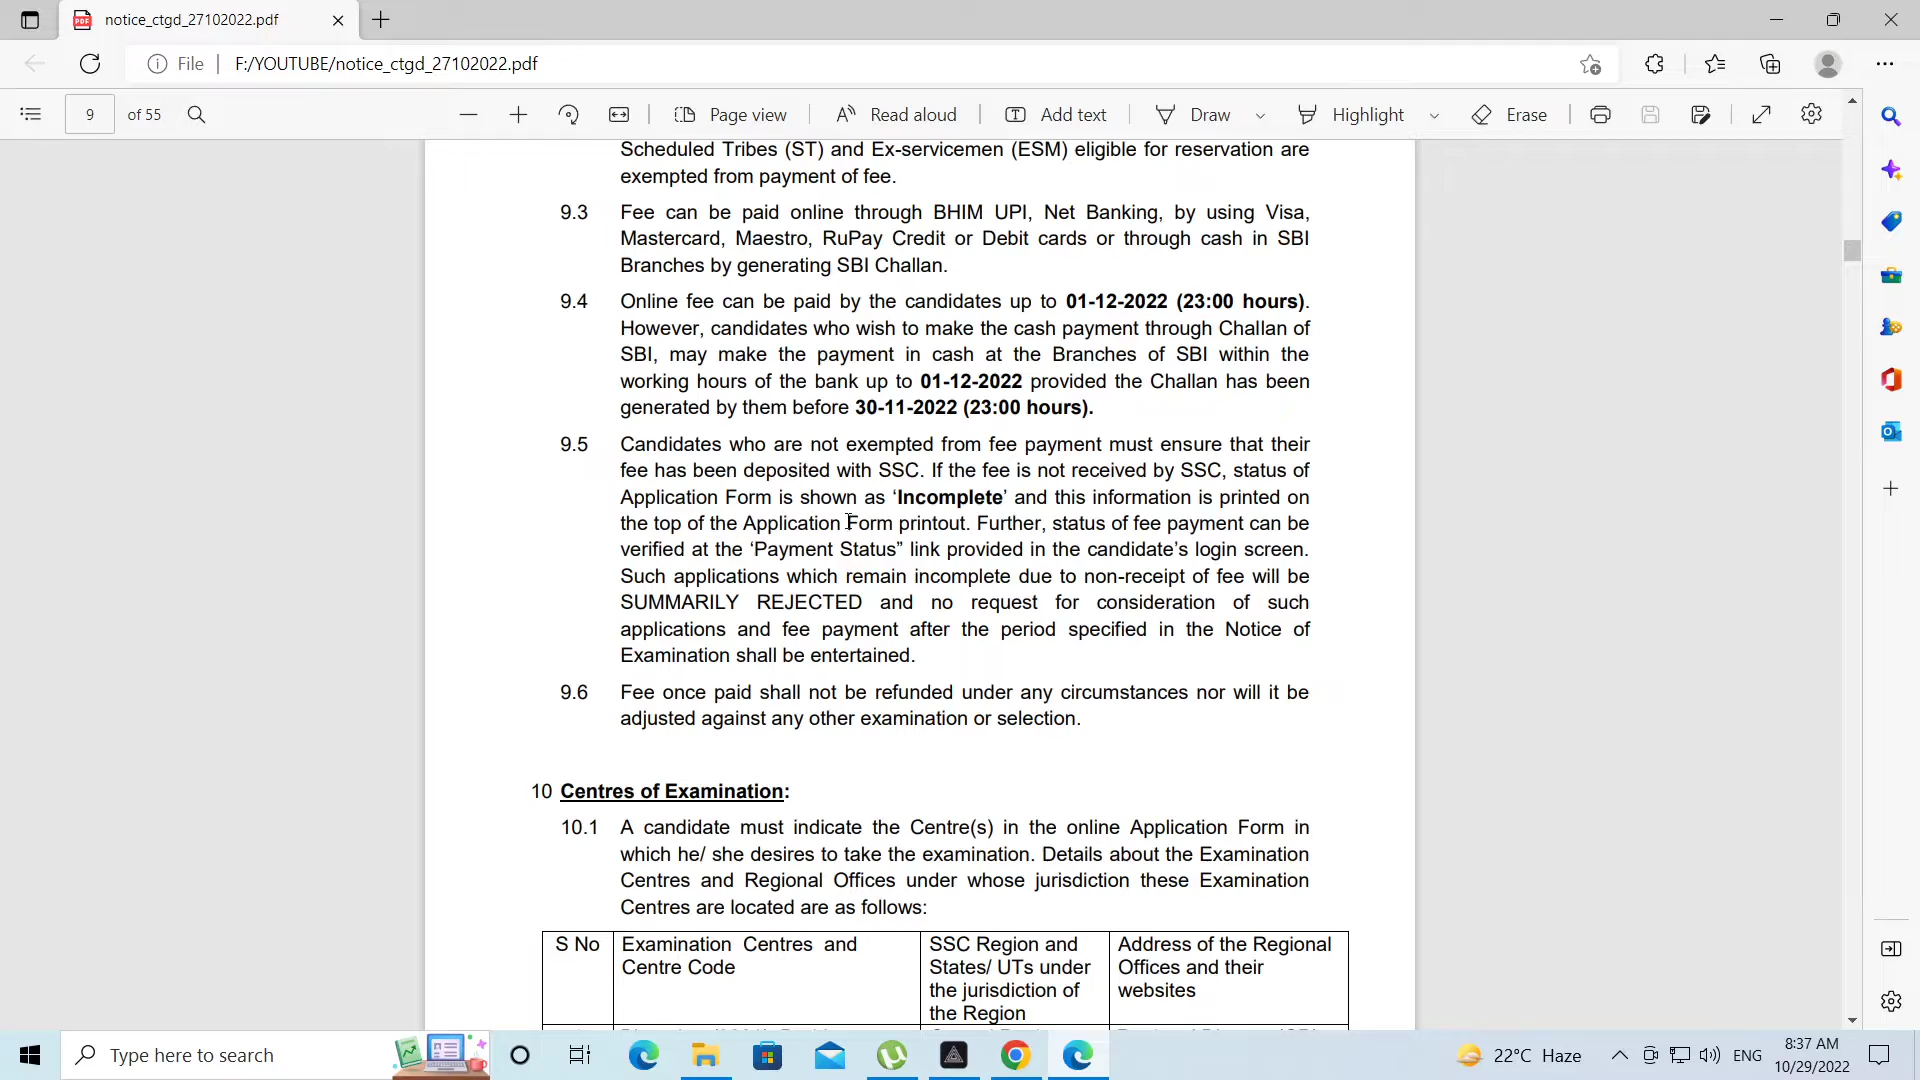 notice_ctgd_27102022.pdf
File
F:/YOUTUBE/notice_ctgd_27102022.pdf
9 of 55
Page view
Read aloud
Add text
Draw
Highlight
Erase
Scheduled Tribes (ST) and Ex-servicemen (ESM) eligible for reservation are
exempted from payment of fee.
9.3 Fee can be paid online through BHIM UPI, Net Banking, by using Visa,
Mastercard, Maestro, RuPay Credit or Debit cards or through cash in SBI
Branches by generating SBI Challan.
9.4 Online fee can be paid by the candidates up to 01-12-2022 (23:00 hours).
However, candidates who wish to make the cash payment through Challan of
SBI, may make the payment in cash at the Branches of SBI within the
working hours of the bank up to 01-12-2022 provided the Challan has been
generated by them before 30-11-2022 (23:00 hours).
9.5 Candidates who are not exempted from fee payment must ensure that their
fee has been deposited with SSC. If the fee is not received by SSC, status of
Application Form is shown as ‘Incomplete’ and this information is printed on
the top of the Application Form printout. Further, status of fee payment can be
verified at the ‘Payment Status” link provided in the candidate’s login screen.
Such applications which remain incomplete due to non-receipt of fee will be
SUMMARILY REJECTED and no request for consideration of such
applications and fee payment after the period specified in the Notice of
Examination shall be entertained.
9.6 Fee once paid shall not be refunded under any circumstances nor will it be
adjusted against any other examination or selection.
10 Centres of Examination:
10.1 A candidate must indicate the Centre(s) in the online Application Form in
which he/ she desires to take the examination. Details about the Examination
Centres and Regional Offices under whose jurisdiction these Examination
Centres are located are as follows:
S No
Examination Centres and
Centre Code
SSC Region and
States/ UTs under
the jurisdiction of
the Region
Address of the Regional
Offices and their
websites
Type here to search
22°C Haze
ENG
8:37 AM
10/29/2022